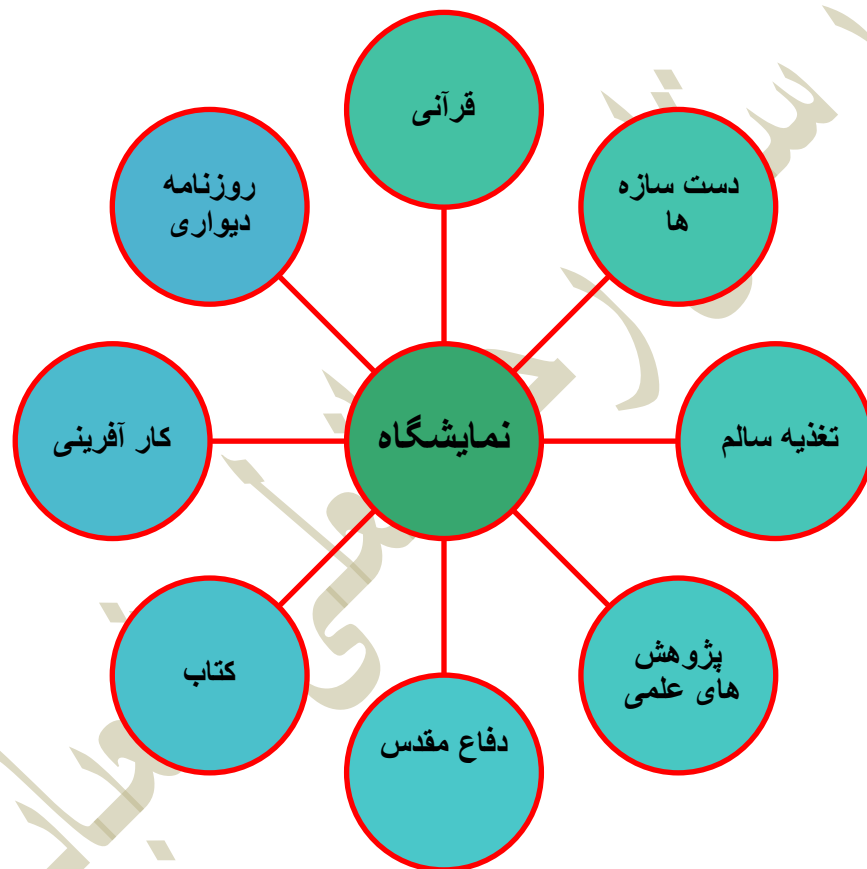 قرآنی
دست سازه
ها
تغذیه سالم
پژوهش
های علمی
دفاع مقدس
کتاب
کار آفرینی
روزنامه
دیواری
نمایشگاه